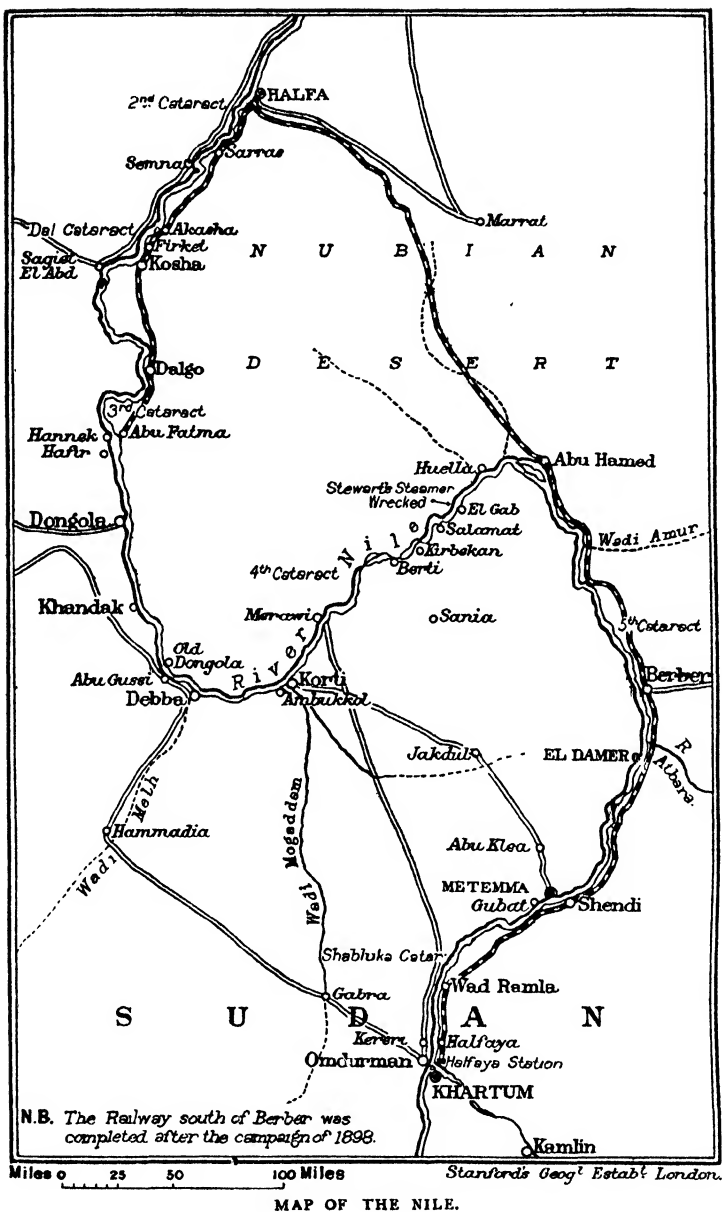 HALFA
2nd Cataract
Semna
Sarras
Marrat
Dal Cataract
Akasha
Firket
Sagiet
El Abd
Kosha
N U B I A N
D E S E R T
Dalgo
3rd Cataract
Hannek
Abu Fatma
Hafir
Huella
Abu Hamed
Stewart's Steamer
Wrecked
El Gab
Dongola
Salamat
Wadi Amur
Kirbekan
Berti
4th Cataract
River Nile
Khandak
Merawi
Sania
5th Cataract
Old
Dongola
Abu Gussi
Korti
Berber
Debba
Ambukkol
Jakdul
EL DAMER
R Atbara.
Wadi Melh
Hammadia
Wadi Mogaddam
Abu Klea
METEMMA
Gubat
Shendi
Shabluka Catar
Wad Ramla
Gabra
S U D A N
Kereri
Halfaya
Omdurman
Halfaya Station
KHARTUM
Kamlin
N.B. The Railway south of Berber was
completed after the campaign of 1898.
Miles 0 25 50 100 Miles
Stanford's Geogl. Estabt. London.
MAP OF THE NILE.